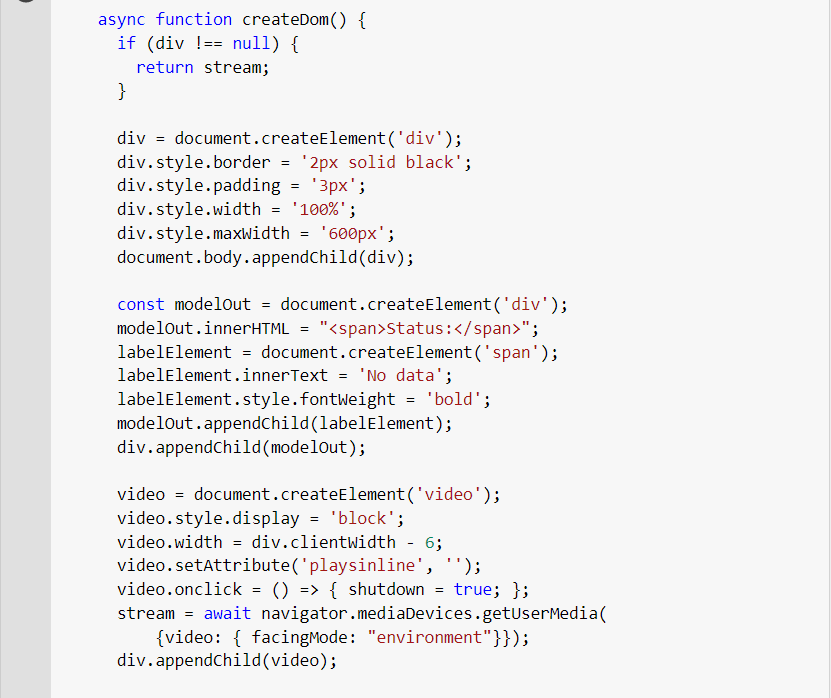 async function createDom() {
if (div !== null) {
return stream;
}
div = document.createElement('div');
div.style.border = '2px solid black';
div.style.padding = '3px';
div.style.width = '100%';
div.style.maxWidth = '600px';
document.body.appendChild(div);
const modelOut = document.createElement('div');
modelOut.innerHTML = "<span>Status:</span>";
labelElement = document.createElement('span');
labelElement.innerText = 'No data';
labelElement.style.fontWeight = 'bold';
modelOut.appendChild(labelElement);
div.appendChild(modelOut);
video = document.createElement('video');
video.style.display = 'block';
video.width = div.clientWidth - 6;
video.setAttribute('playsinline', '');
video.onclick = () => { shutdown = true; };
stream = await navigator.mediaDevices.getUserMedia(
{video: { facingMode: "environment"}});
div.appendChild(video);